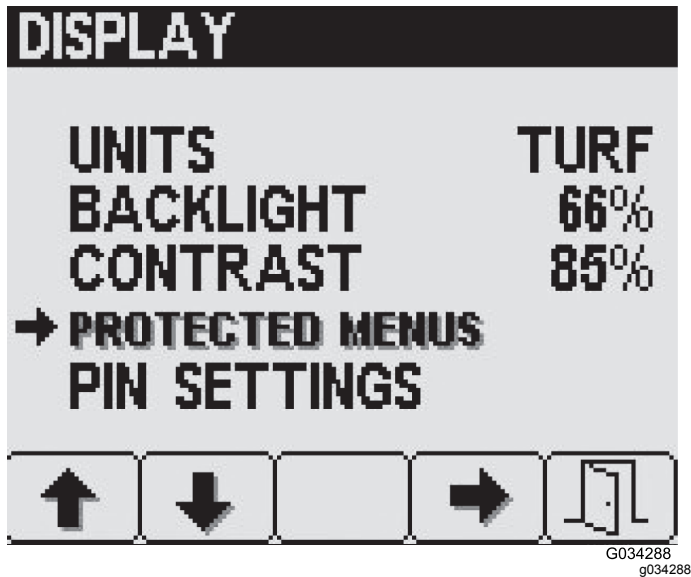 DISPLAY
UNITS TURF
BACKLIGHT 66%
CONTRAST 85%
PROTECTED MENUS
PIN SETTINGS
G034288
g034288